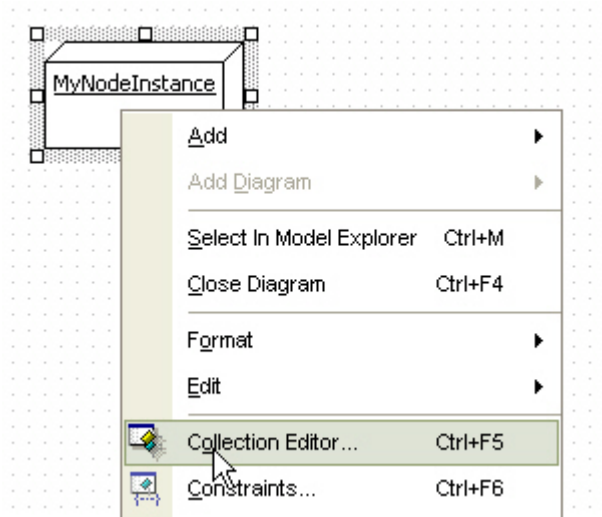 MyNodeInstance
Add
Add Diagram
Select In Model Explorer Ctrl+M
Close Diagram Ctrl+F4
Format
Edit
Collection Editor... Ctrl+F5
Constraints... Ctrl+F6